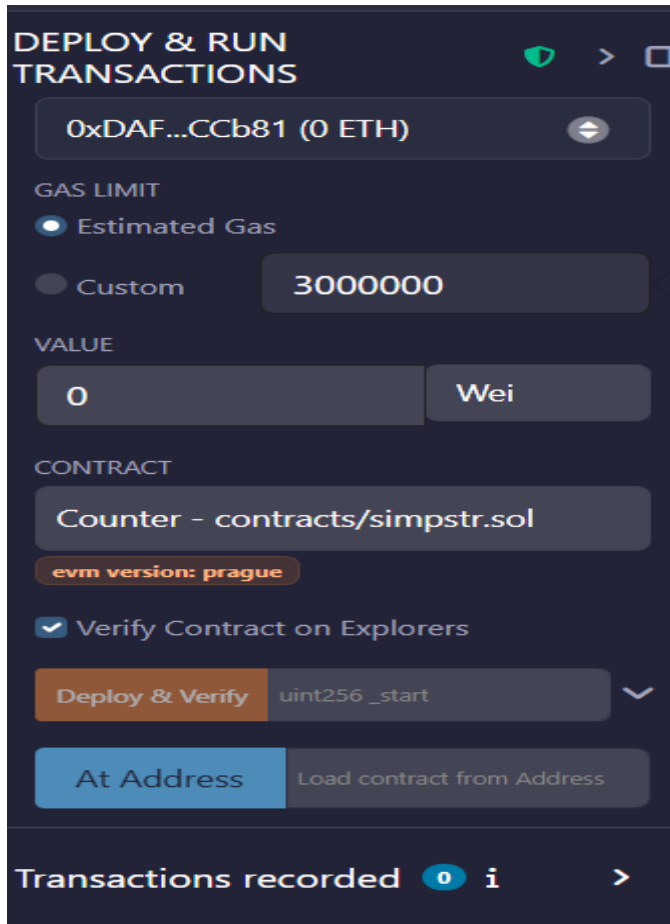 DEPLOY & RUN
TRANSACTIONS
0xDAF...CCb81 (0 ETH)
GAS LIMIT
Estimated Gas
Custom
3000000
VALUE
0
Wei
CONTRACT
Counter - contracts/simpstr.sol
evm version: prague
Verify Contract on Explorers
Deploy & Verify
uint256 _start
At Address
Load contract from Address
Transactions recorded 0 i